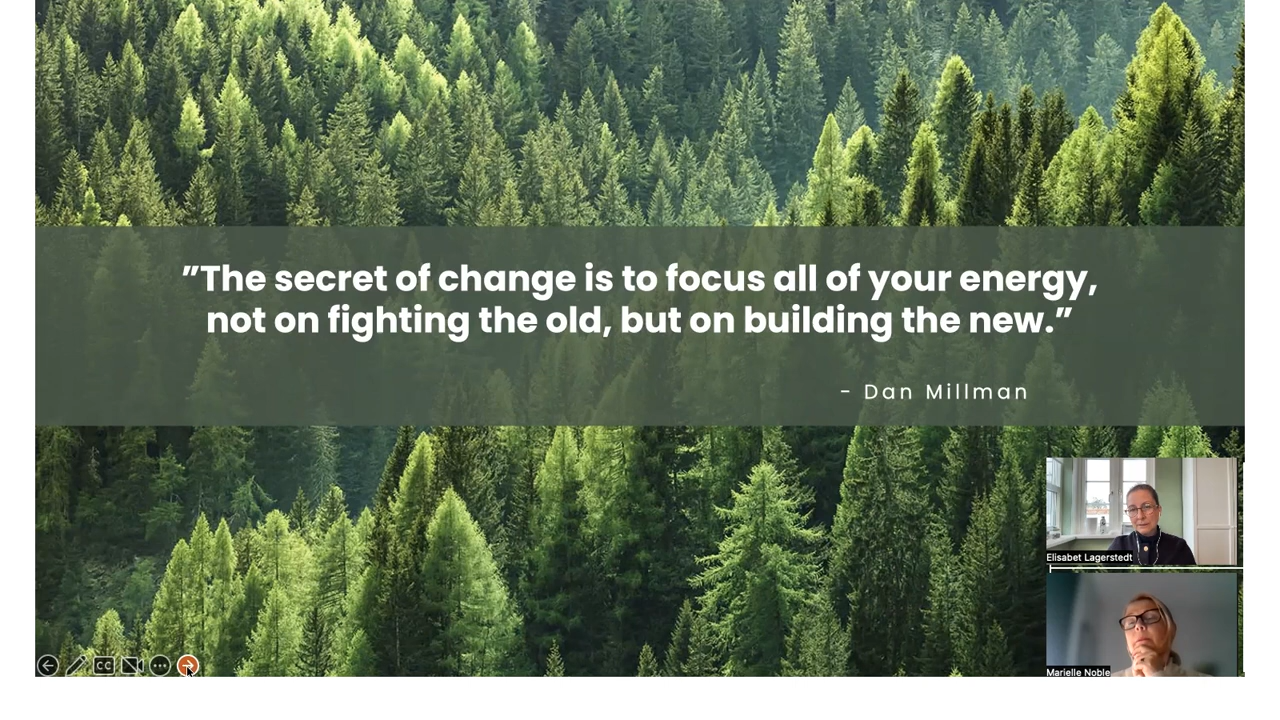 ”The secret of change is to focus all of your energy,
not on fighting the old, but on building the new.”
- Dan Millman
Elisabet Lagerstedt
Marielle Noble
CC